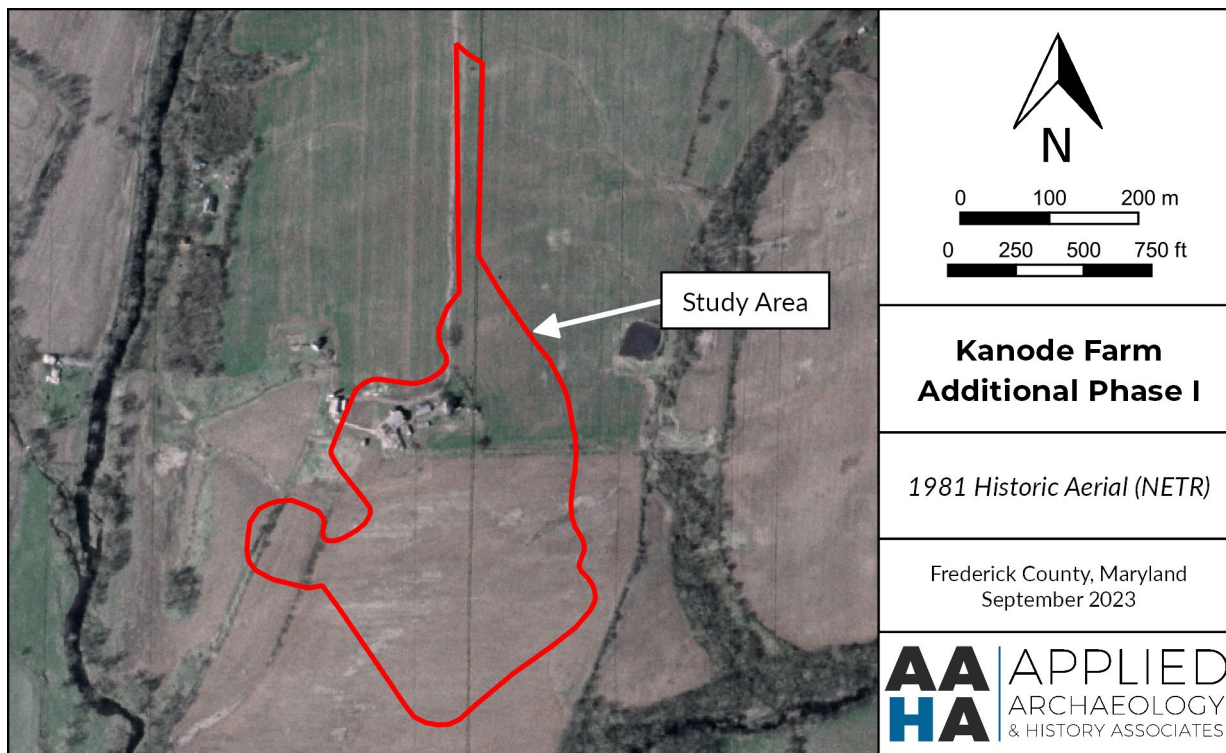 Study Area
N
0 100 200 m
0 250 500 750 ft
Kanode Farm
Additional Phase I
1981 Historic Aerial (NETR)
Frederick County, Maryland
September 2023
AA
HA
APPLIED
ARCHAEOLOGY
& HISTORY ASSOCIATES